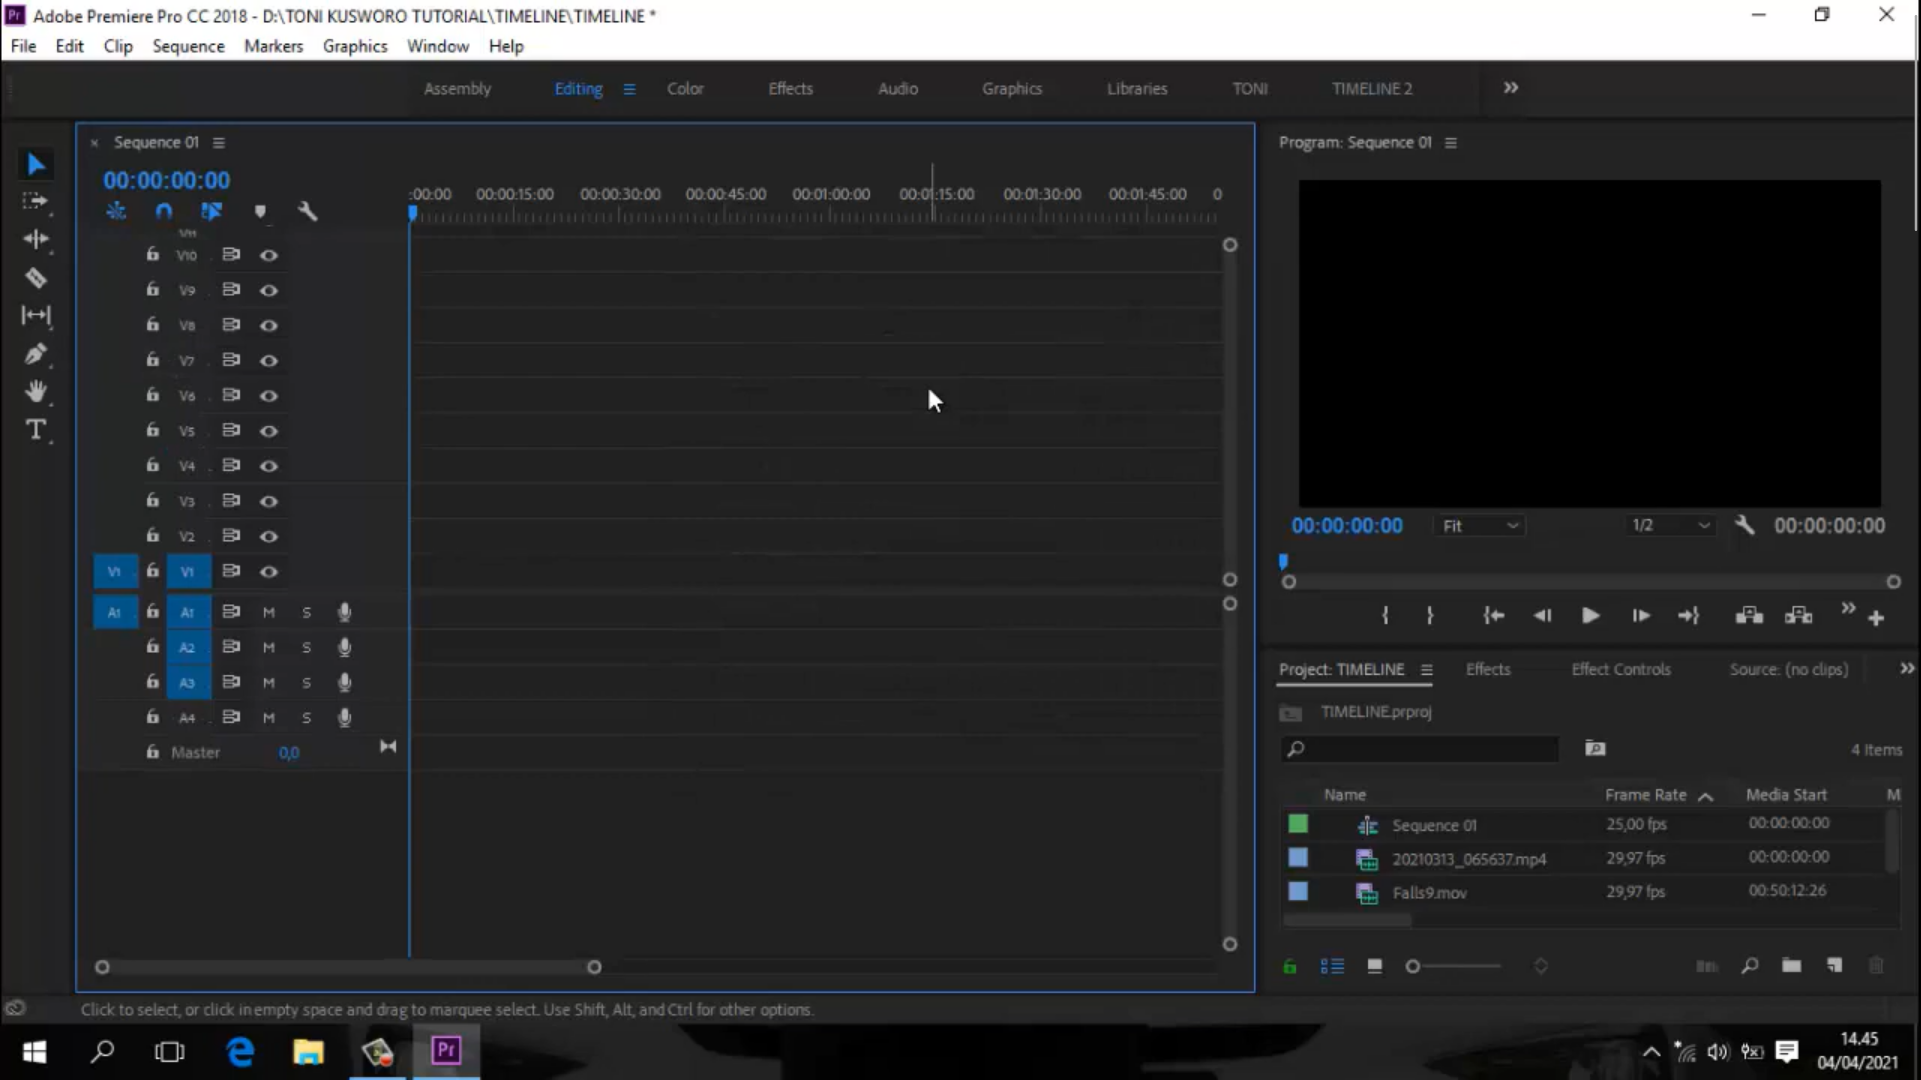 Adobe Premiere Pro CC 2018 - D:\TONI KUSWORO TUTORIAL\TIMELINE\TIMELINE *
File Edit Clip Sequence Markers Graphics Window Help
Assembly Editing Color Effects Audio Graphics Libraries TONI TIMELINE 2
Sequence 01
00:00:00:00
:00:00 00:00:15:00 00:00:30:00 00:00:45:00 00:01:00:00 00:01:15:00 00:01:30:00 00:01:45:00 0
V11
V10
V9
V8
V7
V6
V5
V4
V3
V2
V1 V1
A1 A1 M S
A2 M S
A3 M S
A4 M S
Master 0,0
Program: Sequence 01
00:00:00:00 Fit 1/2 00:00:00:00
Project: TIMELINE Effects Effect Controls Source: (no clips)
TIMELINE.prproj
4 Items
Name Frame Rate Media Start M
Sequence 01 25,00 fps 00:00:00:00
20210313_065637.mp4 29,97 fps 00:00:00:00
Falls9.mov 29,97 fps 00:50:12:26
Click to select, or click in empty space and drag to marquee select. Use Shift, Alt, and Ctrl for other options.
Pr
14.45
04/04/2021